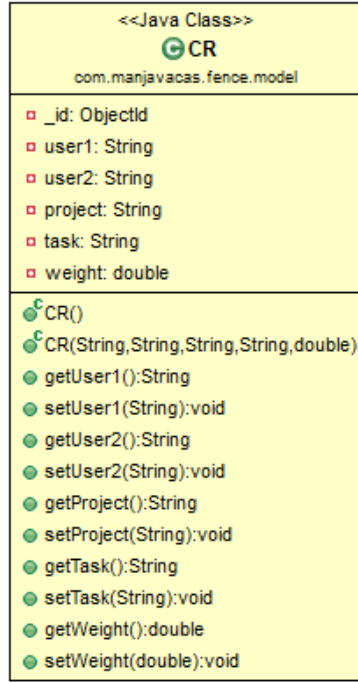 <<Java Class>>
CR
com.manjavacas.fence.model
_id: ObjectId
user1: String
user2: String
project: String
task: String
weight: double
CR()
CR(String,String,String,String,double)
getUser1():String
setUser1(String):void
getUser2():String
setUser2(String):void
getProject():String
setProject(String):void
getTask():String
setTask(String):void
getWeight():double
setWeight(double):void